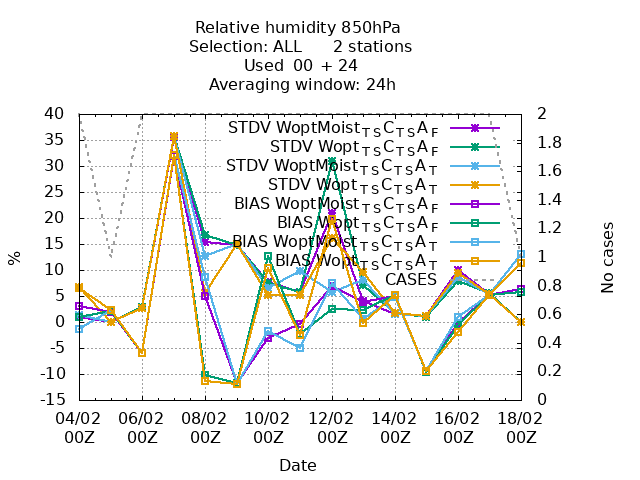 Relative humidity 850hPa
Selection: ALL 2 stations
Used 00 + 24
Averaging window: 24h
40 2
35 1.8
30 1.6
25 1.4
20 1.2
15 1
10 0.8
5 0.6
0 0.4
-5 0.2
-10 0
-15
%
No cases
STDV WoptMoist_TS C_TS A_F
STDV Wopt_TS C_TS A_F
STDV WoptMoist_TS C_TS A_T
STDV Wopt_TS C_TS A_T
BIAS WoptMoist_TS C_TS A_F
BIAS Wopt_TS C_TS A_F
BIAS WoptMoist_TS C_TS A_T
BIAS Wopt_TS C_TS A_T
CASES
04/02 06/02 08/02 10/02 12/02 14/02 16/02 18/02
00Z 00Z 00Z 00Z 00Z 00Z 00Z 00Z
Date